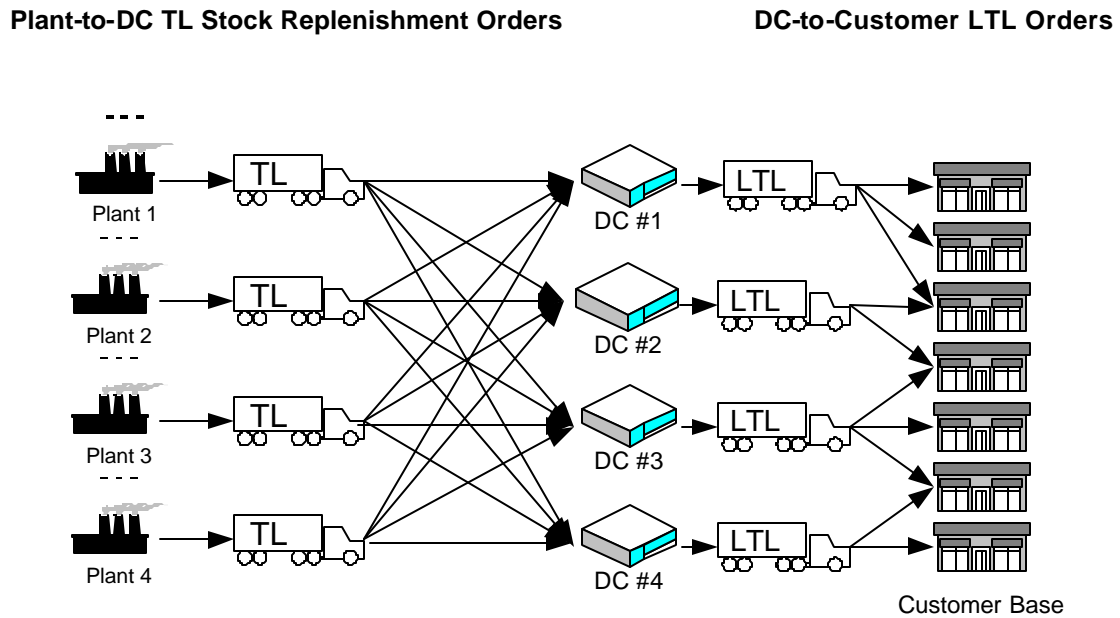 Plant-to-DC TL Stock Replenishment Orders
DC-to-Customer LTL Orders
TL
LTL
Plant 1
DC #1
TL
LTL
Plant 2
DC #2
TL
LTL
Plant 3
DC #3
TL
LTL
Plant 4
DC #4
Customer Base